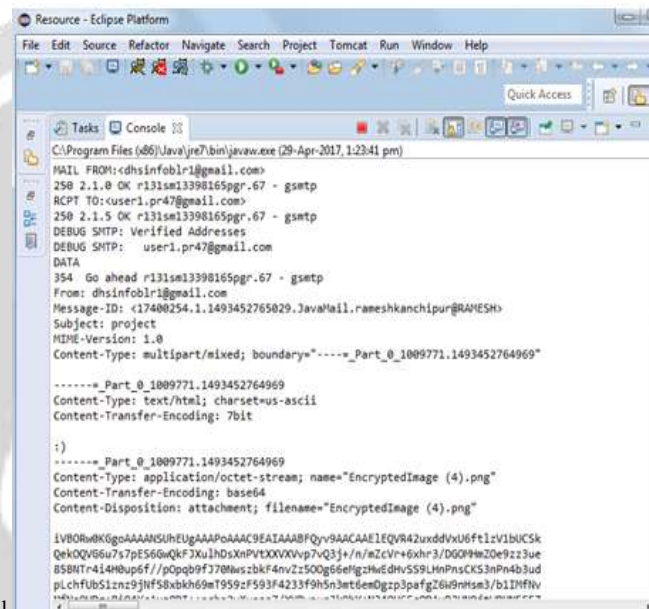 Resource - Eclipse Platform
File Edit Source Refactor Navigate Search Project Tomcat Run Window Help
Quick Access
Tasks Console
C:\Program Files (x86)\Java\jre7\bin\javaw.exe (29-Apr-2017, 1:23:41 pm)
MAIL FROM:<dhsinfoblr1@gmail.com>
250 2.1.0 OK r131sm13398165pgr.67 - gsmtp
RCPT TO:<user1.pr47@gmail.com>
250 2.1.5 OK r131sm13398165pgr.67 - gsmtp
DEBUG SMTP: Verified Addresses
DEBUG SMTP: user1.pr47@gmail.com
DATA
354 Go ahead r131sm13398165pgr.67 - gsmtp
From: dhsinfoblr1@gmail.com
Message-ID: <17400254.1.1493452765029.JavaMail.rameshkanchipur@RAMESH>
Subject: project
MIME-Version: 1.0
Content-Type: multipart/mixed; boundary="----=_Part_0_1009771.1493452764969"
------=_Part_0_1009771.1493452764969
Content-Type: text/html; charset=us-ascii
Content-Transfer-Encoding: 7bit
:)
------=_Part_0_1009771.1493452764969
Content-Type: application/octet-stream; name="EncryptedImage (4).png"
Content-Transfer-Encoding: base64
Content-Disposition: attachment; filename="EncryptedImage (4).png"